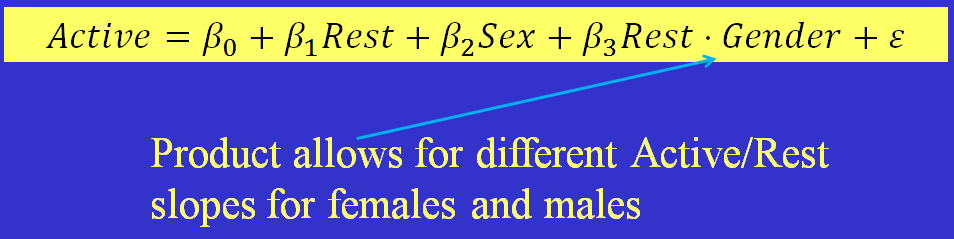 Active = β₀ + β₁Rest + β₂Sex + β₃Rest · Gender + ε
Product allows for different Active/Rest
slopes for females and males